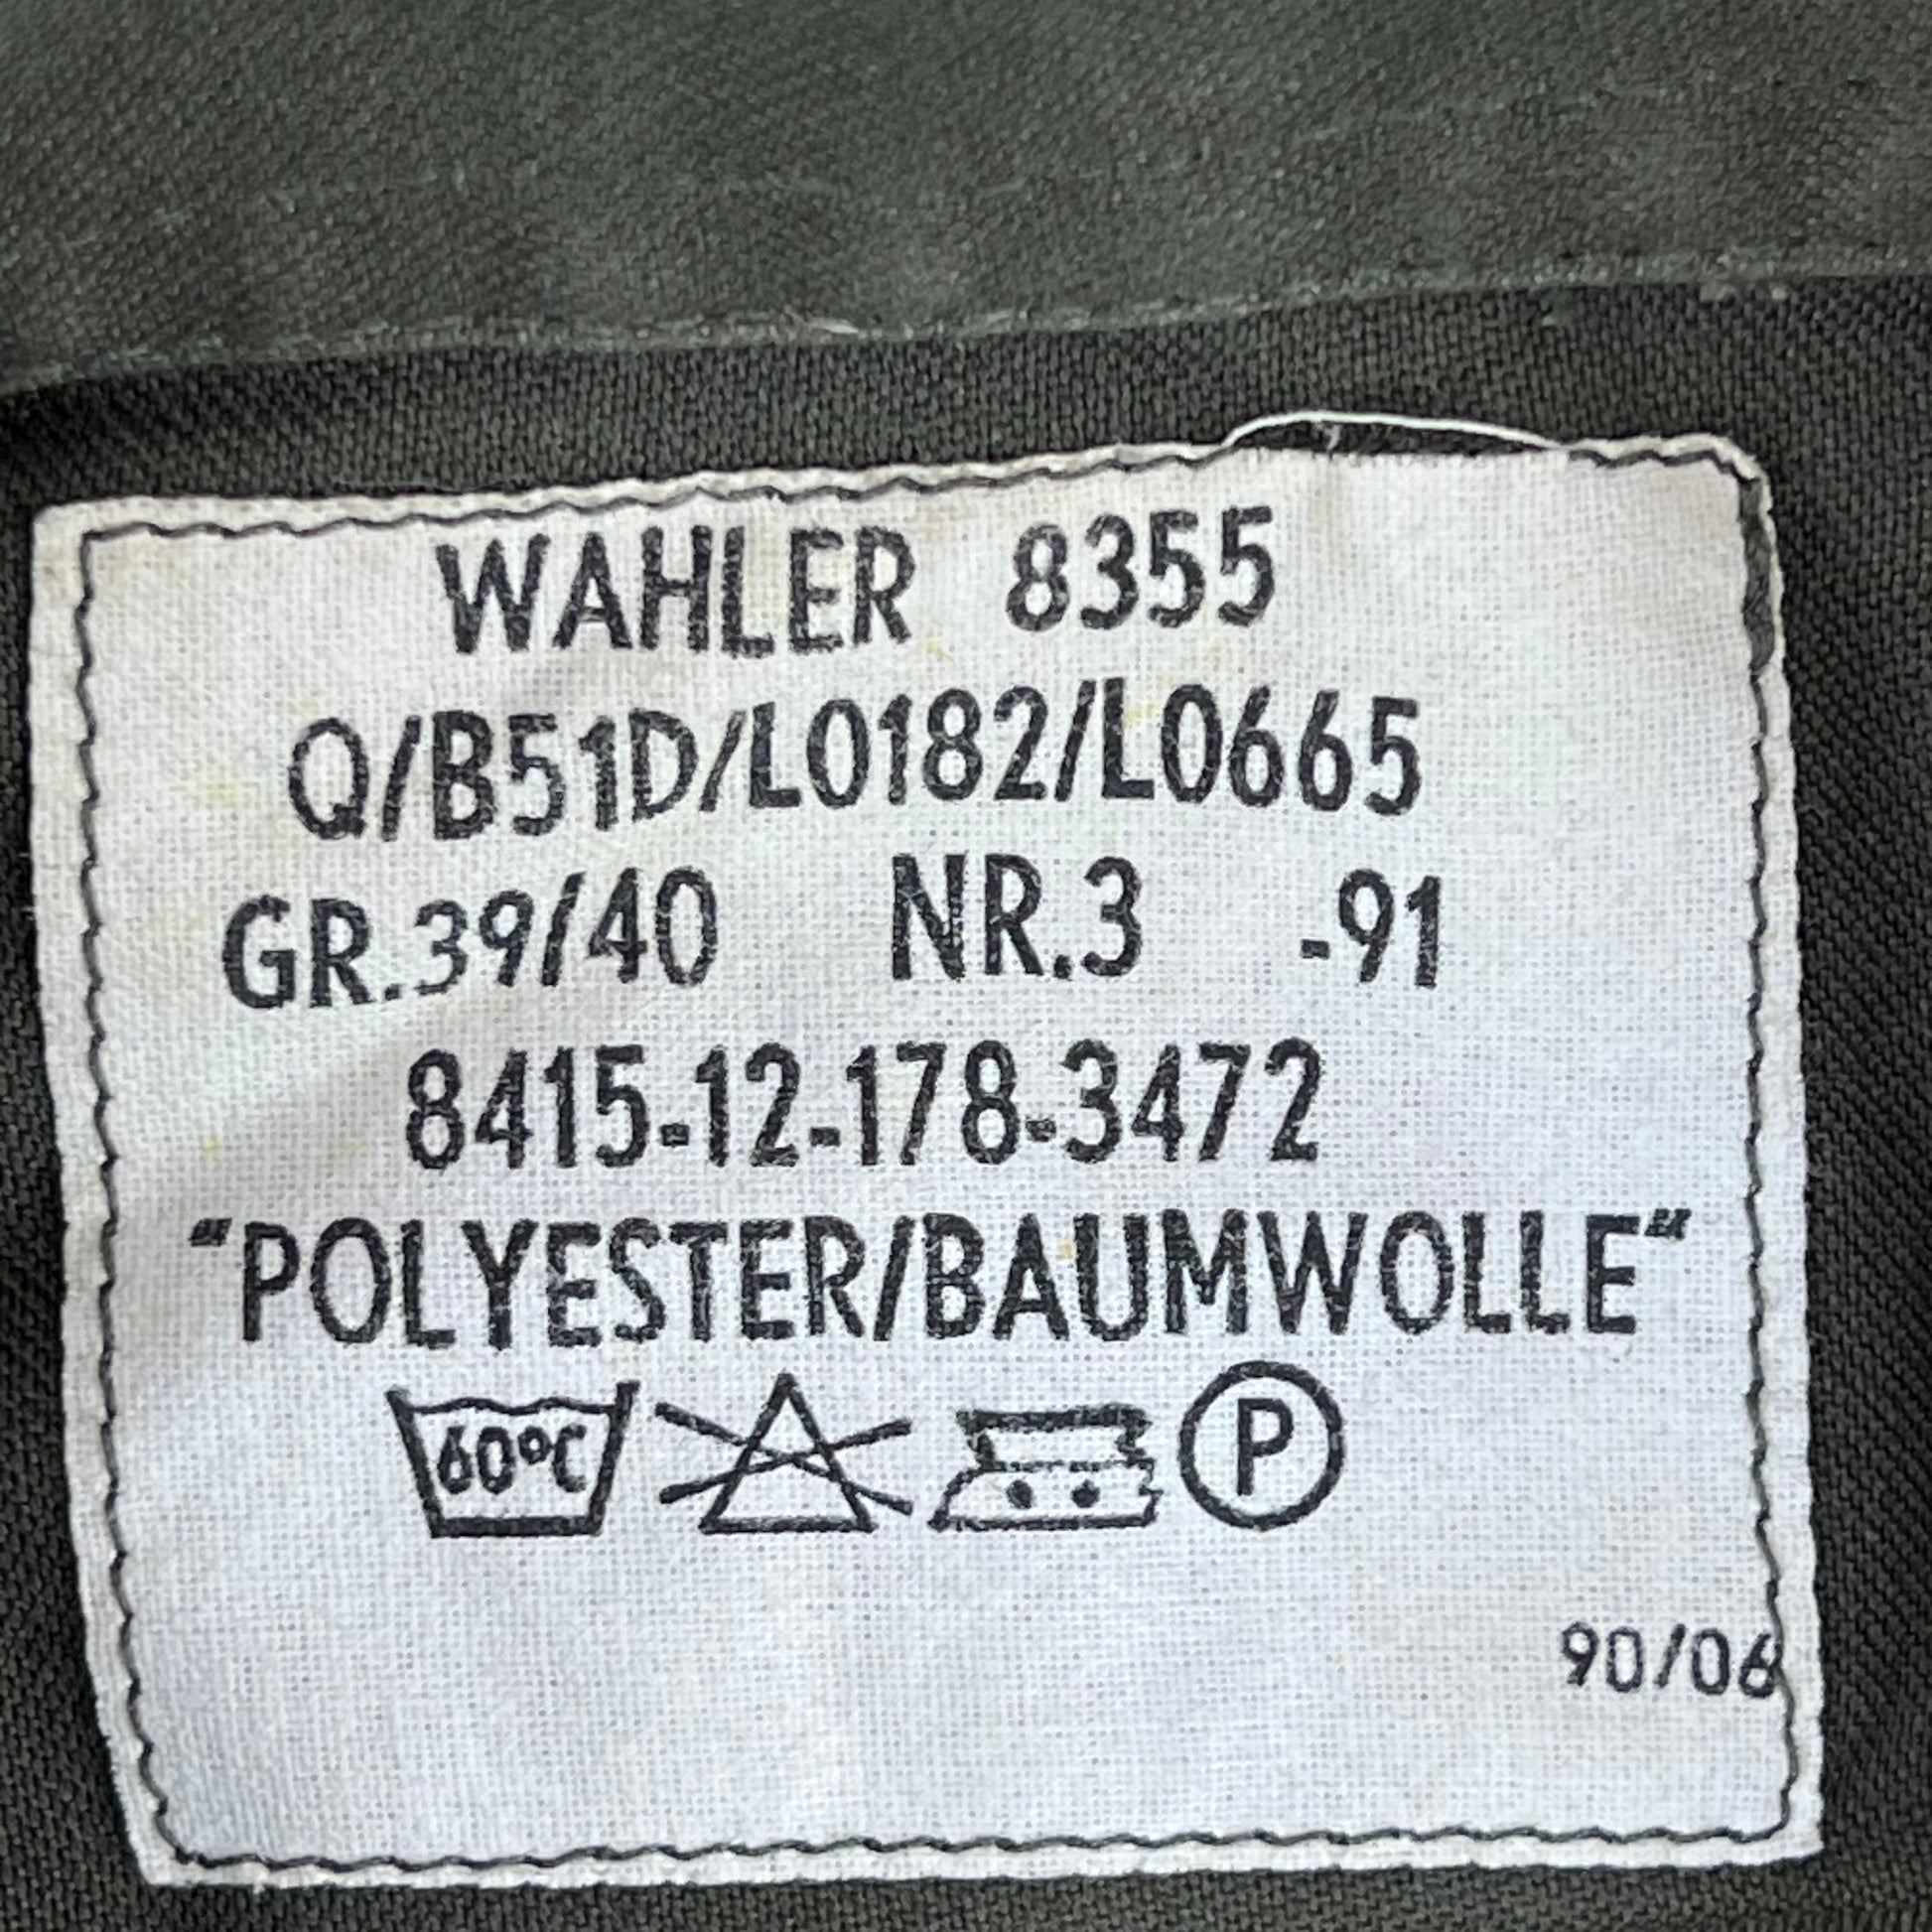 WAHLER 8355
Q/B51D/L0182/L0665
GR.39/40 NR.3 -91
8415-12-178-3472
"POLYESTER/BAUMWOLLE"
60°C P
90/06